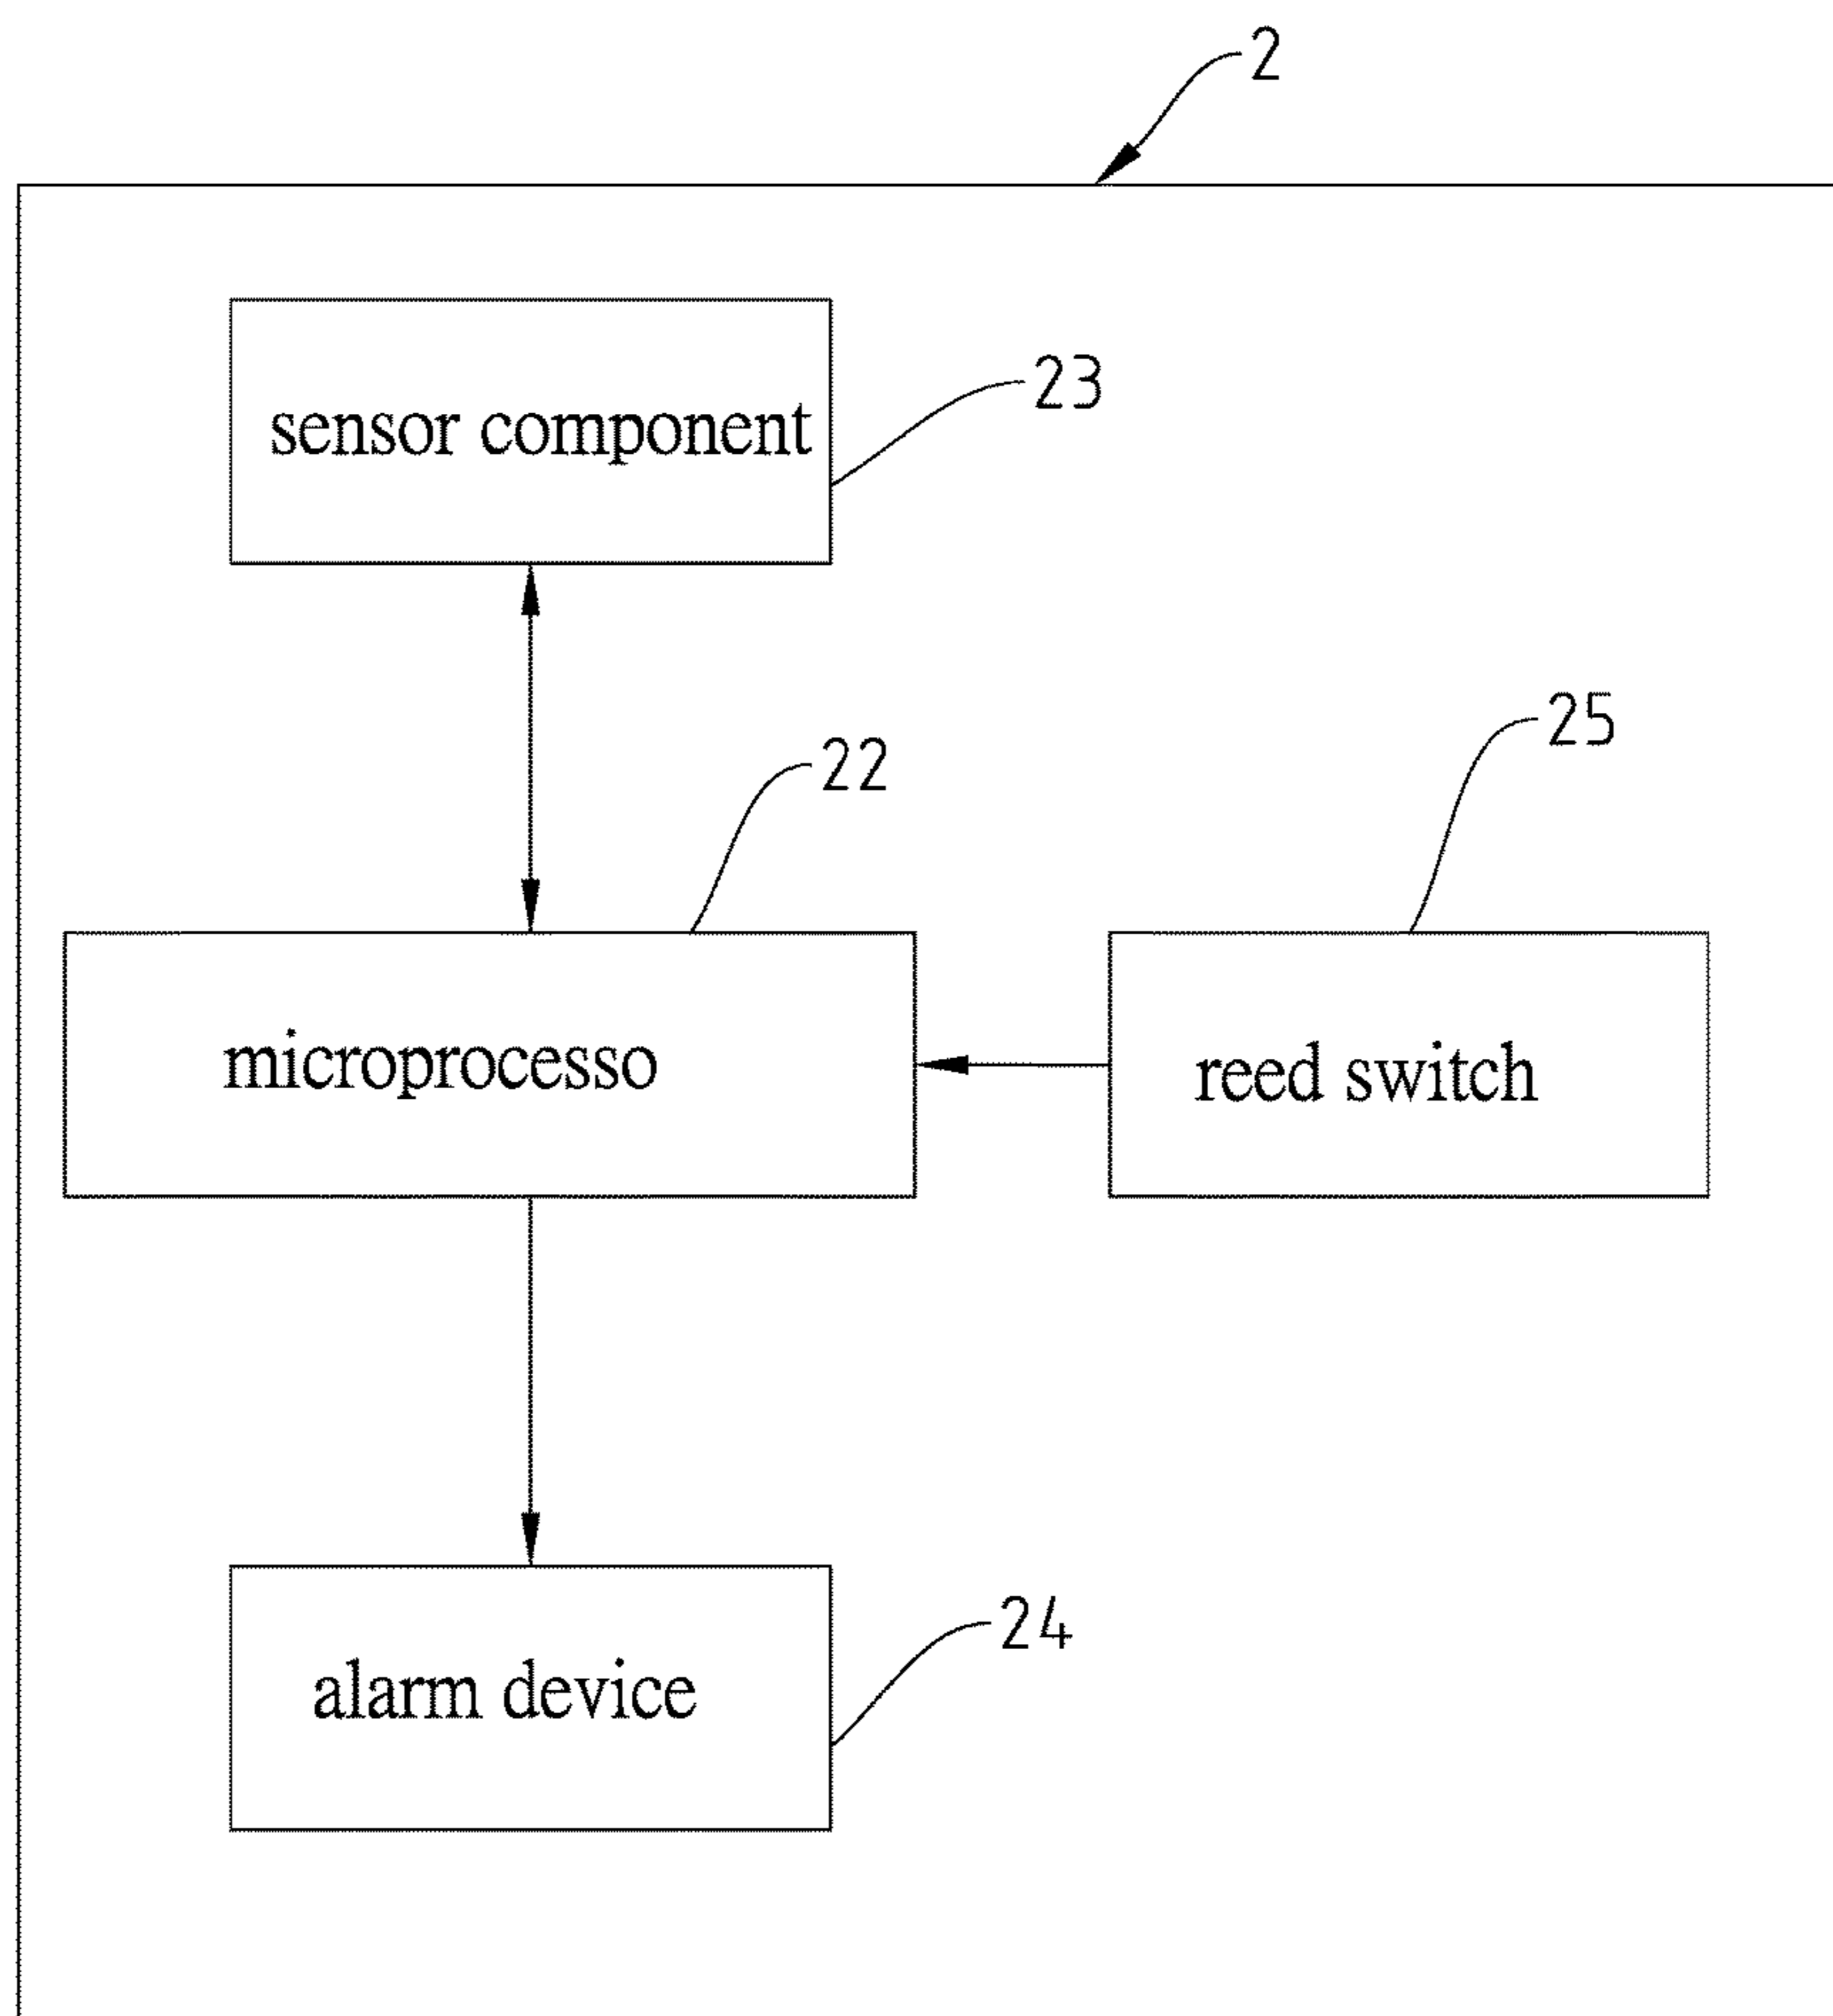 2
sensor component
23
22
25
microprocesso
reed switch
alarm device
24